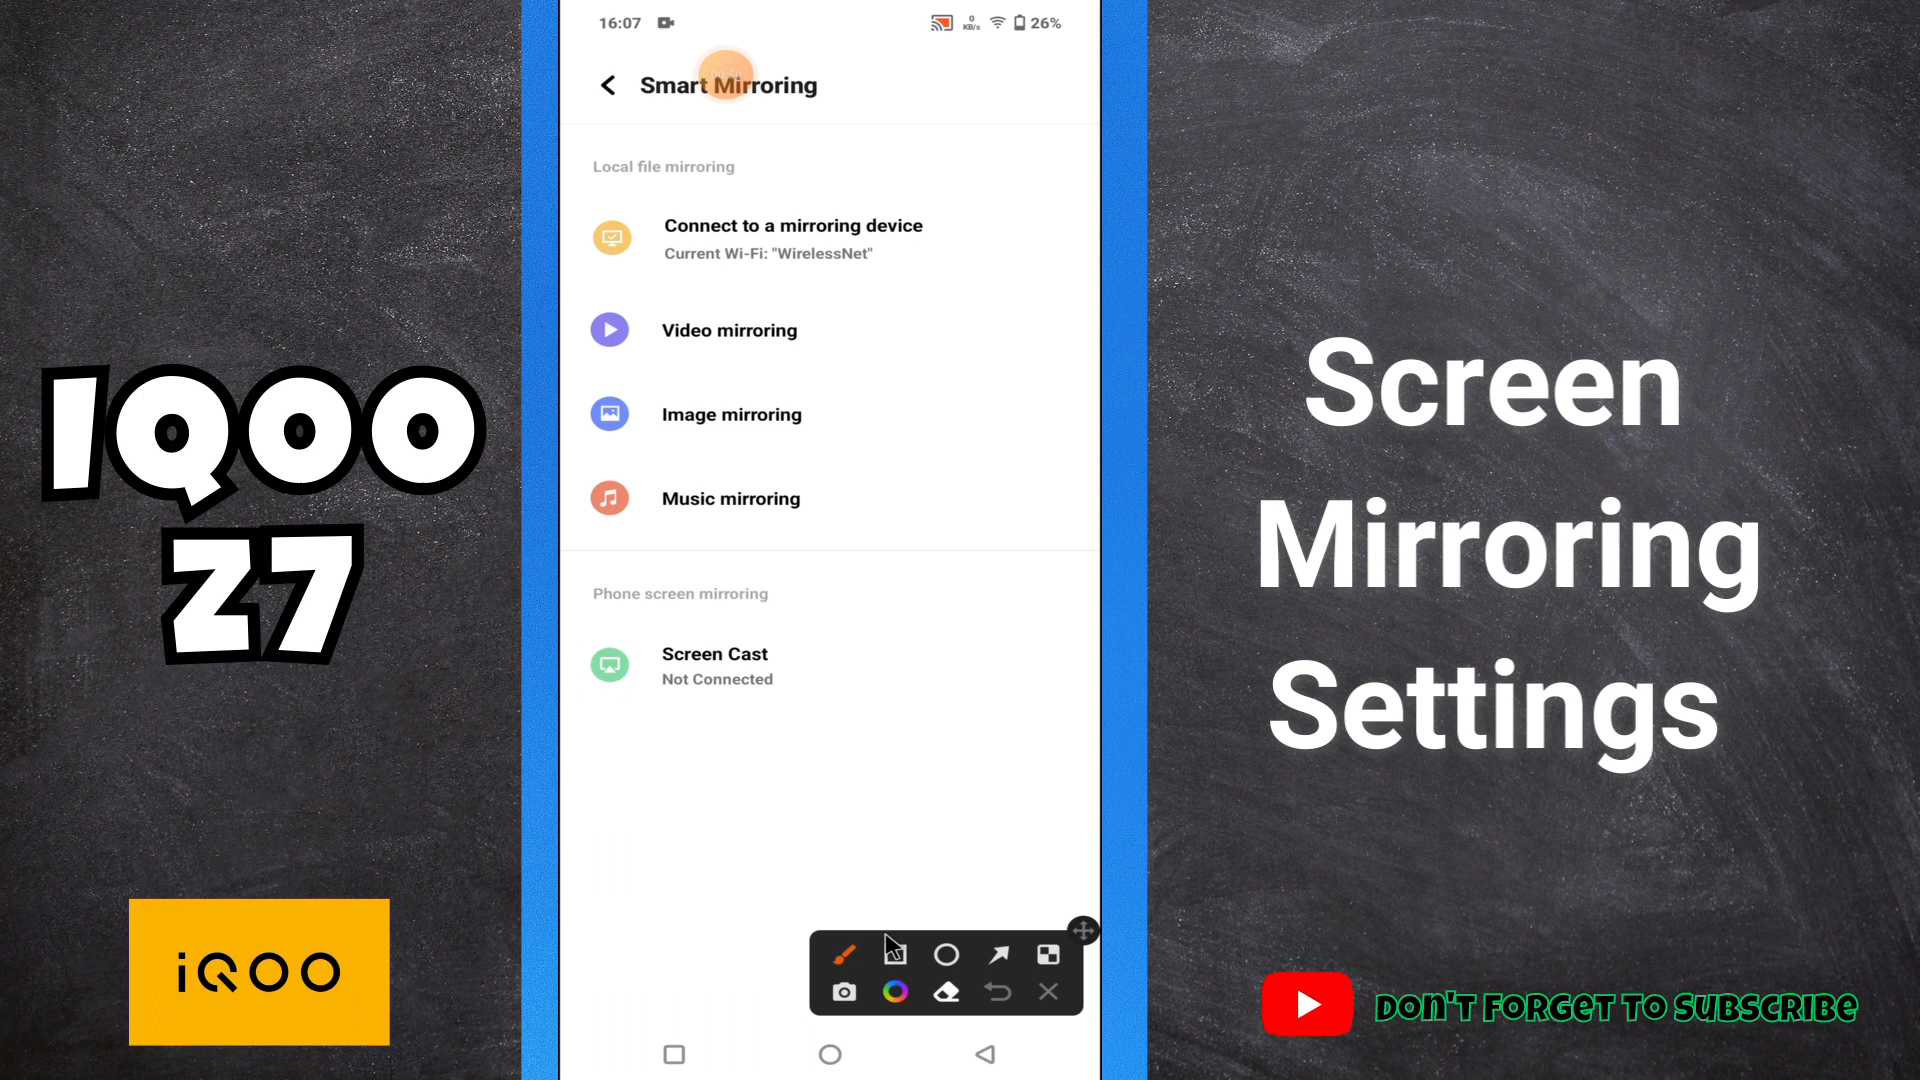 16:07
0
KB/s
26%
Smart Mirroring
Local file mirroring
Connect to a mirroring device
Current Wi-Fi: "WirelessNet"
Video mirroring
Image mirroring
Music mirroring
Phone screen mirroring
Screen Cast
Not Connected
IQOO
Z7
iQOO
Screen
Mirroring
Settings
DON'T FORGET TO SUBSCRIBE